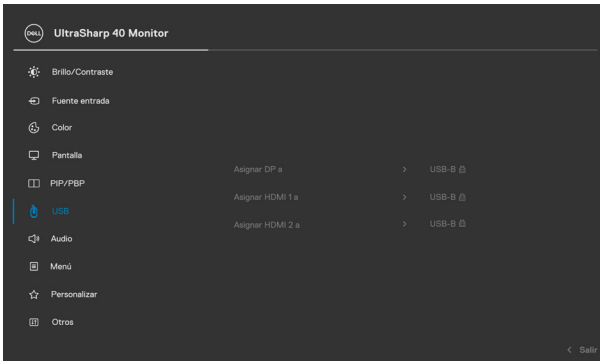 DELL UltraSharp 40 Monitor
Brillo/Contraste
Fuente entrada
Color
Pantalla
Asignar DP a > USB-B
PIP/PBP
Asignar HDMI 1 a > USB-B
USB
Asignar HDMI 2 a > USB-B
Audio
Menú
Personalizar
Otros
< Salir